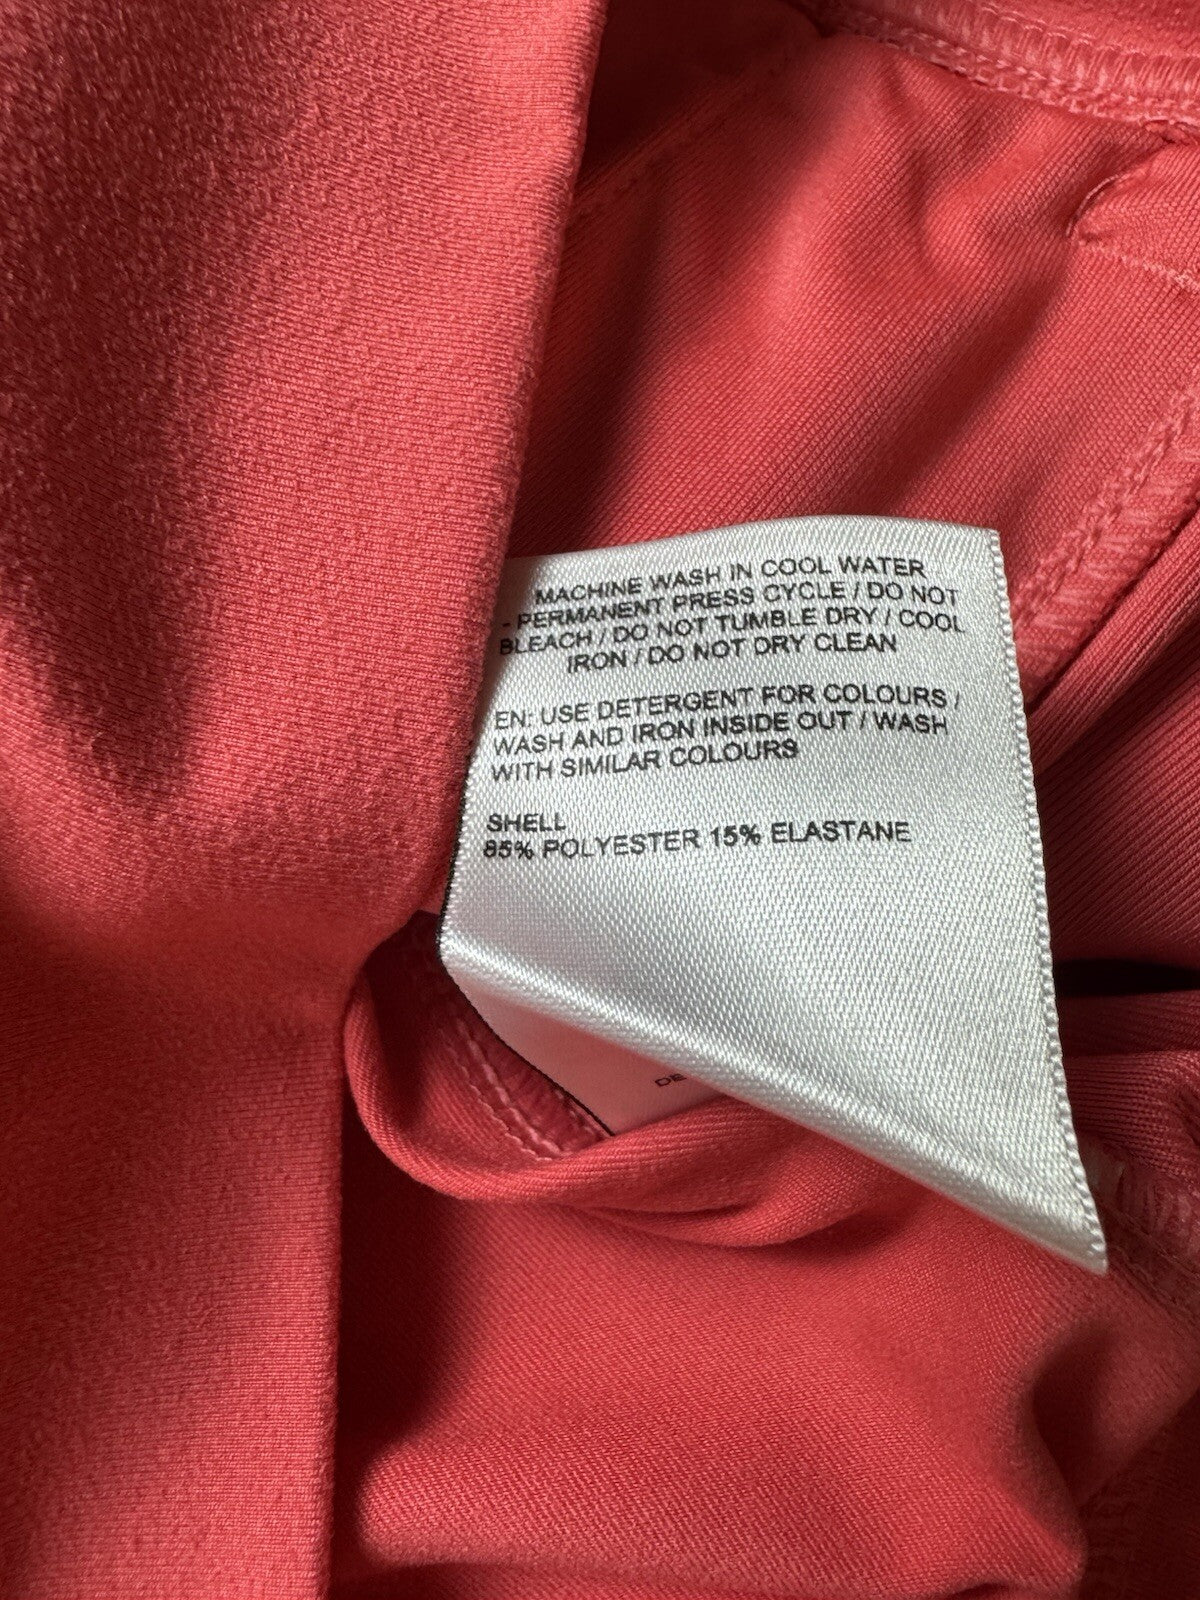 MACHINE WASH IN COOL WATER
- PERMANENT PRESS CYCLE / DO NOT
BLEACH / DO NOT TUMBLE DRY / COOL
IRON / DO NOT DRY CLEAN
EN: USE DETERGENT FOR COLOURS /
WASH AND IRON INSIDE OUT / WASH
WITH SIMILAR COLOURS
SHELL
85% POLYESTER 15% ELASTANE
DE